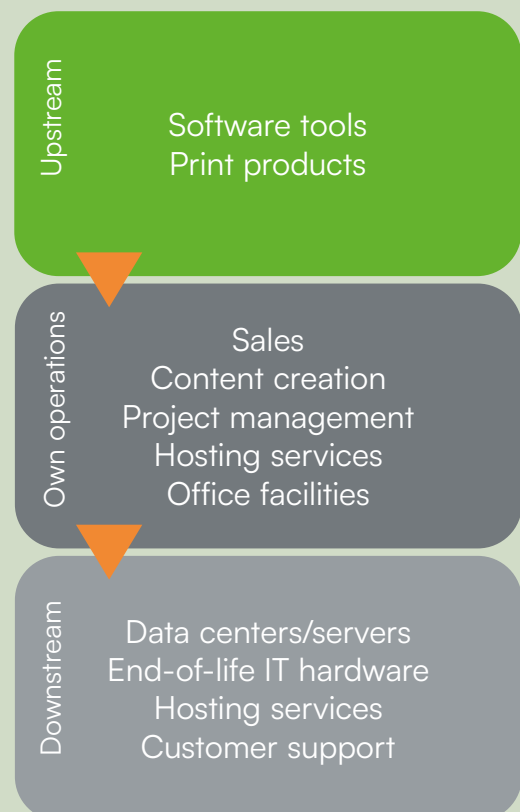 Upstream
Software tools
Print products
Own operations
Sales
Content creation
Project management
Hosting services
Office facilities
Downstream
Data centers/servers
End-of-life IT hardware
Hosting services
Customer support